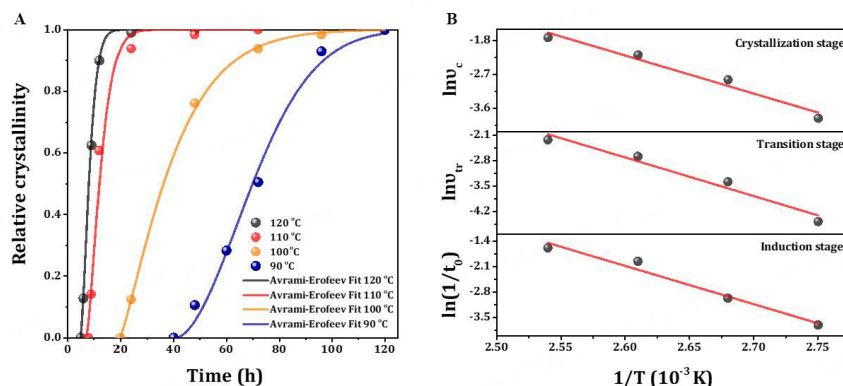 A
Relative crystallinity
1.0
0.8
0.6
0.4
0.2
0.0
120 °C
110 °C
100 °C
90 °C
Avrami-Erofeev Fit 120 °C
Avrami-Erofeev Fit 110 °C
Avrami-Erofeev Fit 100 °C
Avrami-Erofeev Fit 90 °C
0 20 40 60 80 100 120
Time (h)
B
lnυc
-1.8
-2.7
-3.6
Crystallization stage
lnυtr
-2.1
-2.8
-3.5
-4.2
Transition stage
ln(1/t0)
-1.4
-2.1
-2.8
-3.5
Induction stage
2.50 2.55 2.60 2.65 2.70 2.75
1/T (10-3 K)